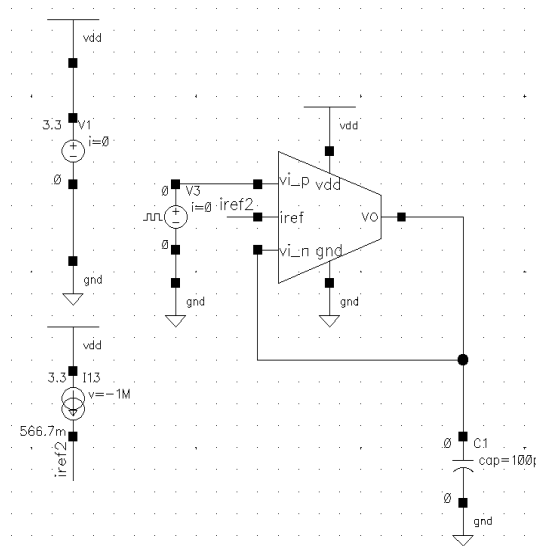 vdd
3.3 V1
i=0
0
gnd
vdd
3.3 I13
v=-1M
566.7m
iref2
0 V3
i=0
0
gnd
iref2
vdd
vi_p vdd
iref
vo
vi_n gnd
gnd
0 C1
cap=100p
0
gnd